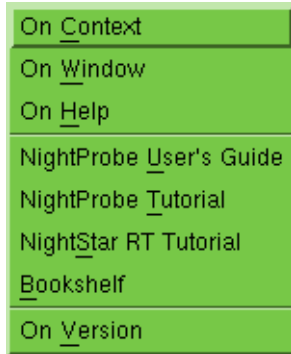 On Context
On Window
On Help
NightProbe User's Guide
NightProbe Tutorial
NightStar RT Tutorial
Bookshelf
On Version